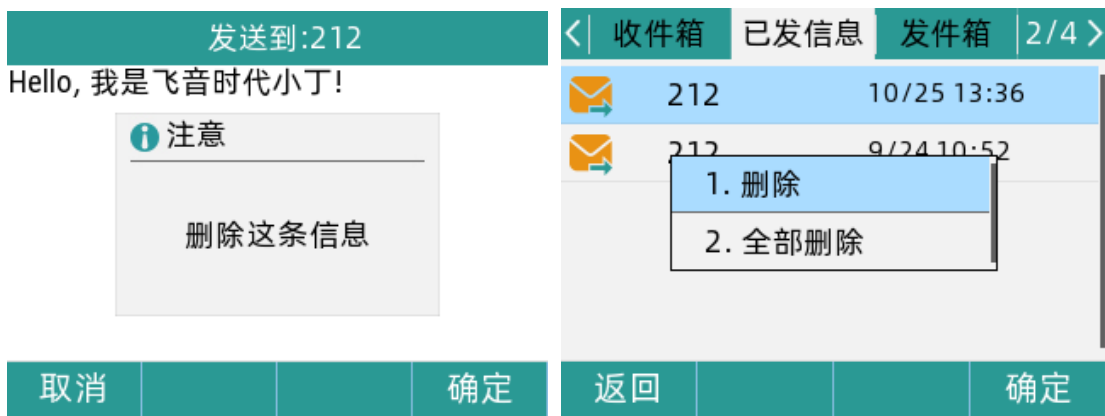 发送到:212
Hello, 我是飞音时代小丁!
注意
删除这条信息
取消
确定
收件箱
已发信息
发件箱
2/4
212
10/25 13:36
212
9/24 10:52
1. 删除
2. 全部删除
返回
确定